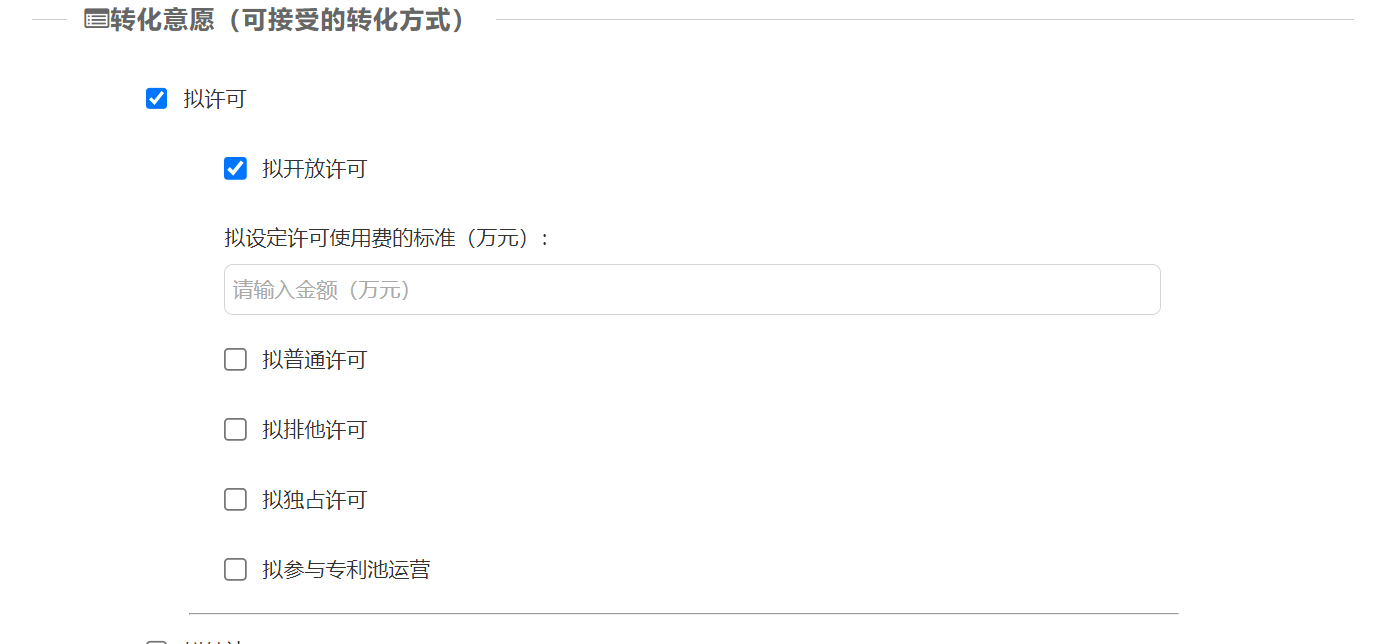 转化意愿（可接受的转化方式）
拟许可
拟开放许可
拟设定许可使用费的标准（万元）:
请输入金额（万元）
拟普通许可
拟排他许可
拟独占许可
拟参与专利池运营